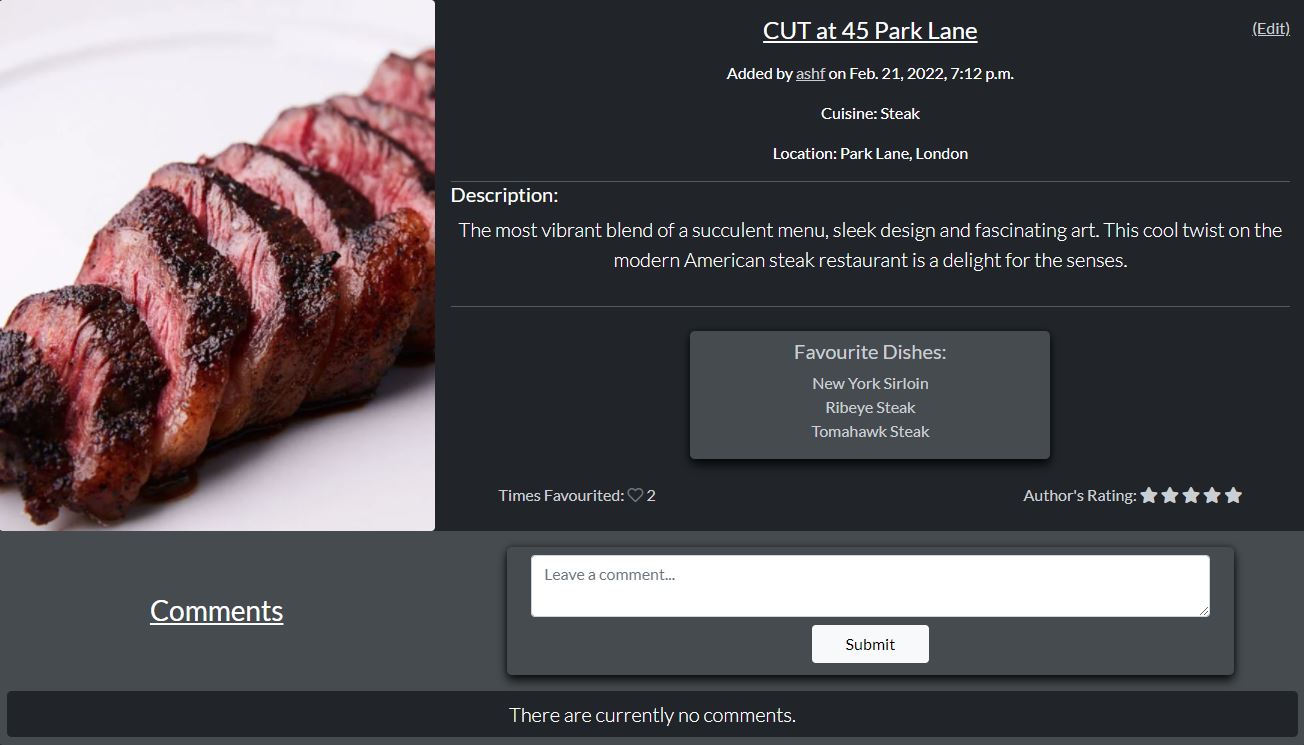 CUT at 45 Park Lane
(Edit)
Added by ashf on Feb. 21, 2022, 7:12 p.m.
Cuisine: Steak
Location: Park Lane, London
Description:
The most vibrant blend of a succulent menu, sleek design and fascinating art. This cool twist on the
modern American steak restaurant is a delight for the senses.
Favourite Dishes:
New York Sirloin
Ribeye Steak
Tomahawk Steak
Times Favourited: 2
Author's Rating:
Comments
Leave a comment...
Submit
There are currently no comments.